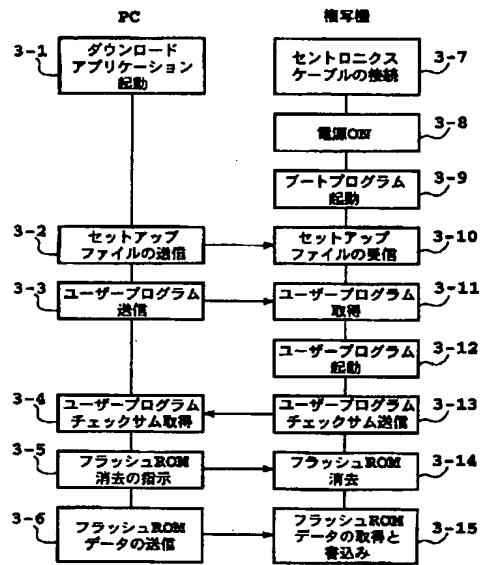 PC
複写機
3-1
ダウンロード
アプリケーション
起動
セントロニクス
ケーブルの接続
3-7
電源ON
3-8
ブートプログラム
起動
3-9
3-2
セットアップ
ファイルの送信
セットアップ
ファイルの受信
3-10
3-3
ユーザープログラム
送信
ユーザープログラム
取得
3-11
ユーザープログラム
起動
3-12
3-4
ユーザープログラム
チェックサム取得
ユーザープログラム
チェックサム送信
3-13
3-5
フラッシュROM
消去の指示
フラッシュROM
消去
3-14
3-6
フラッシュROM
データの送信
フラッシュROM
データの取得と
書込み
3-15